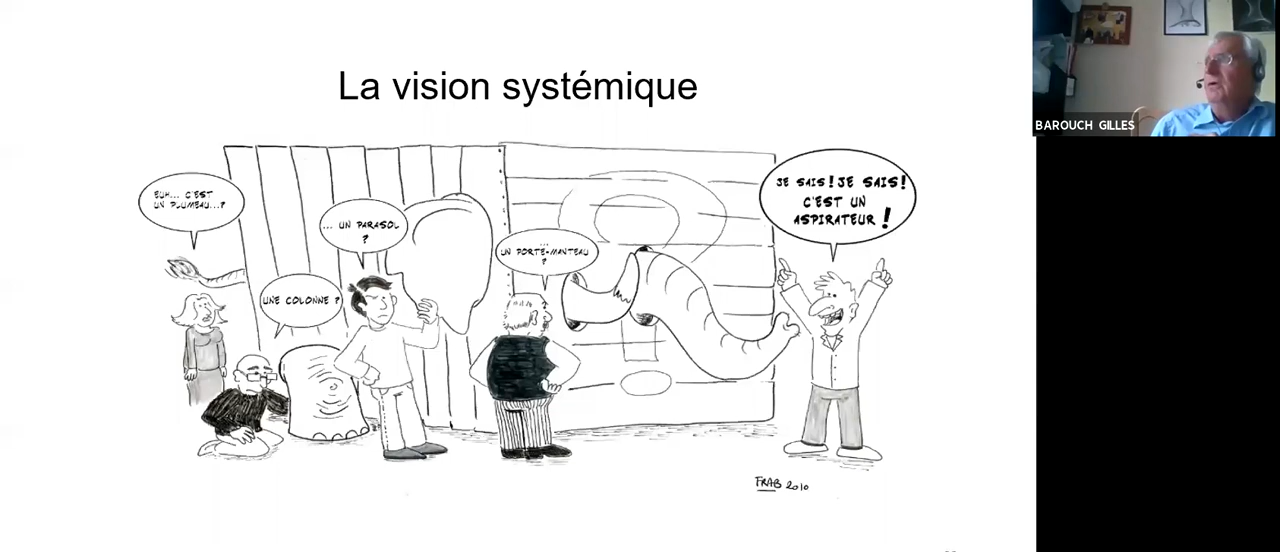 La vision systémique
BAROUCH GILLES
EUH... C'EST
UN PLUMEAU...?
UNE COLONNE ?
... UN PARASOL
?
...
UN PORTE-MANTEAU
?
JE SAIS! JE SAIS!
C'EST UN
ASPIRATEUR!
FRAB 2010